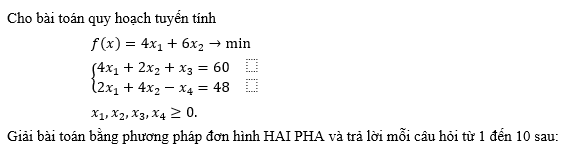 Cho bài toán quy hoạch tuyến tính
f(x) = 4x₁ + 6x₂ → min
{4x₁ + 2x₂ + x₃ = 60
2x₁ + 4x₂ − x₄ = 48
x₁, x₂, x₃, x₄ ≥ 0.
Giải bài toán bằng phương pháp đơn hình HAI PHA và trả lời mỗi câu hỏi từ 1 đến 10 sau: